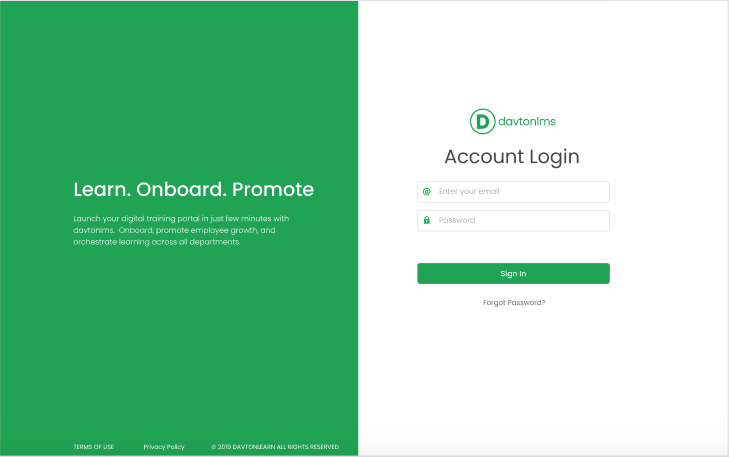 Learn. Onboard. Promote
Launch your digital training portal in just few minutes with
davtonlms. Onboard, promote employee growth, and
orchestrate learning across all departments.
TERMS OF USE
Privacy Policy
© 2019 DAVTONLEARN ALL RIGHTS RESERVED
D davtonlms
Account Login
@ Enter your email
Password
Sign In
Forgot Password?